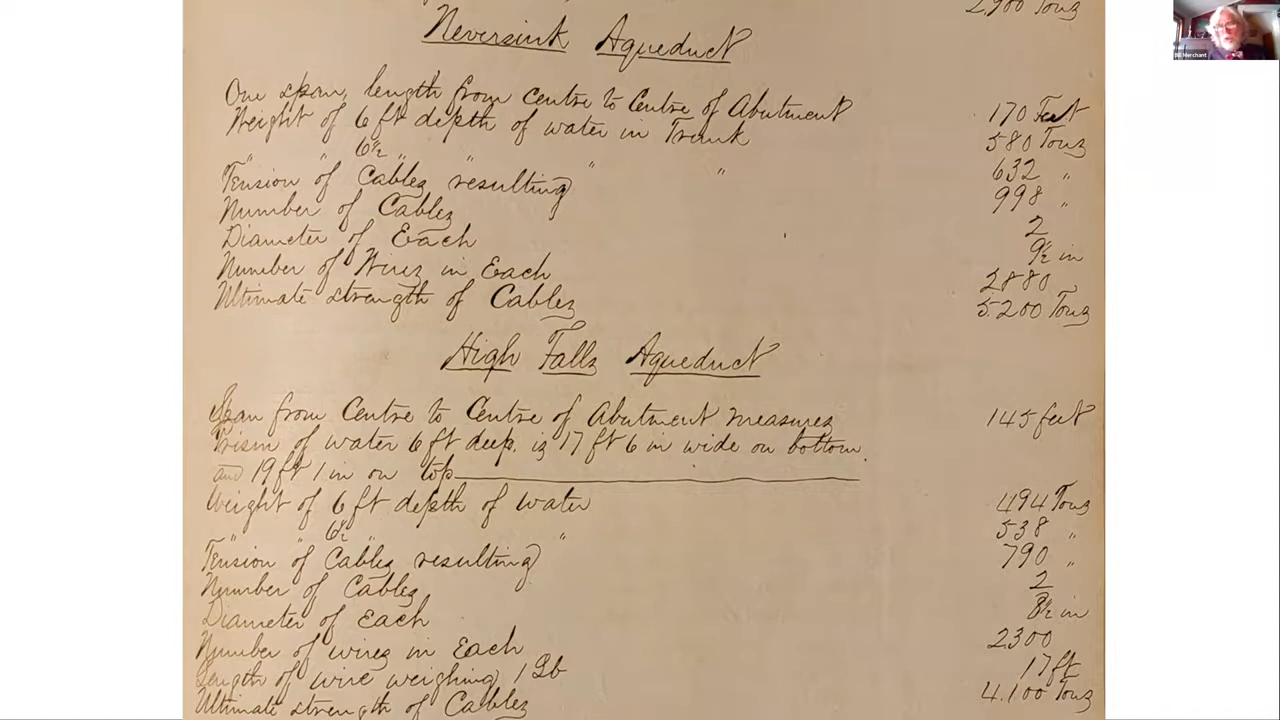 2,900 Tons
Neversink Aqueduct
One span, length from Centre to Centre of Abutment 170 Feet
Weight of 6 ft depth of water in Trunk 580 Tons
" " 6½ " " " " 632 "
Tension of Cables resulting 998 "
Number of Cables 2
Diameter of Each 9½ in
Number of Wires in Each 2880
Ultimate strength of Cables 5.200 Tons
High Falls Aqueduct
Span from Centre to Centre of Abutment measures 145 feet
Prism of water 6 ft deep. is 17 ft 6 in wide on bottom.
and 19 ft 1 in on top
Weight of 6 ft depth of water 494 Tons
" " 6½ " " 538 "
Tension of Cables resulting 790 "
Number of Cables 2
Diameter of Each 8½ in
Number of wires in Each 2300
Length of wire weighing 1 lb 17 ft
Ultimate strength of Cables 4.100 Tons
Bill Merchant